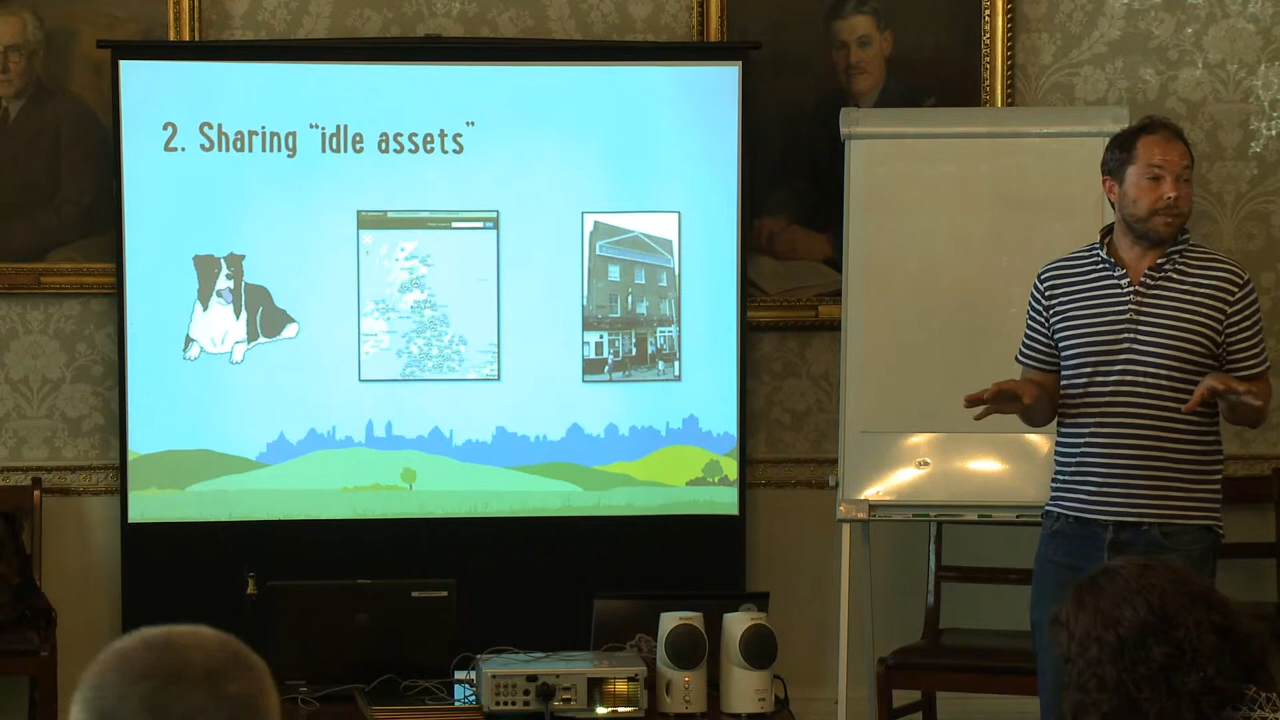 2. Sharing “idle assets”